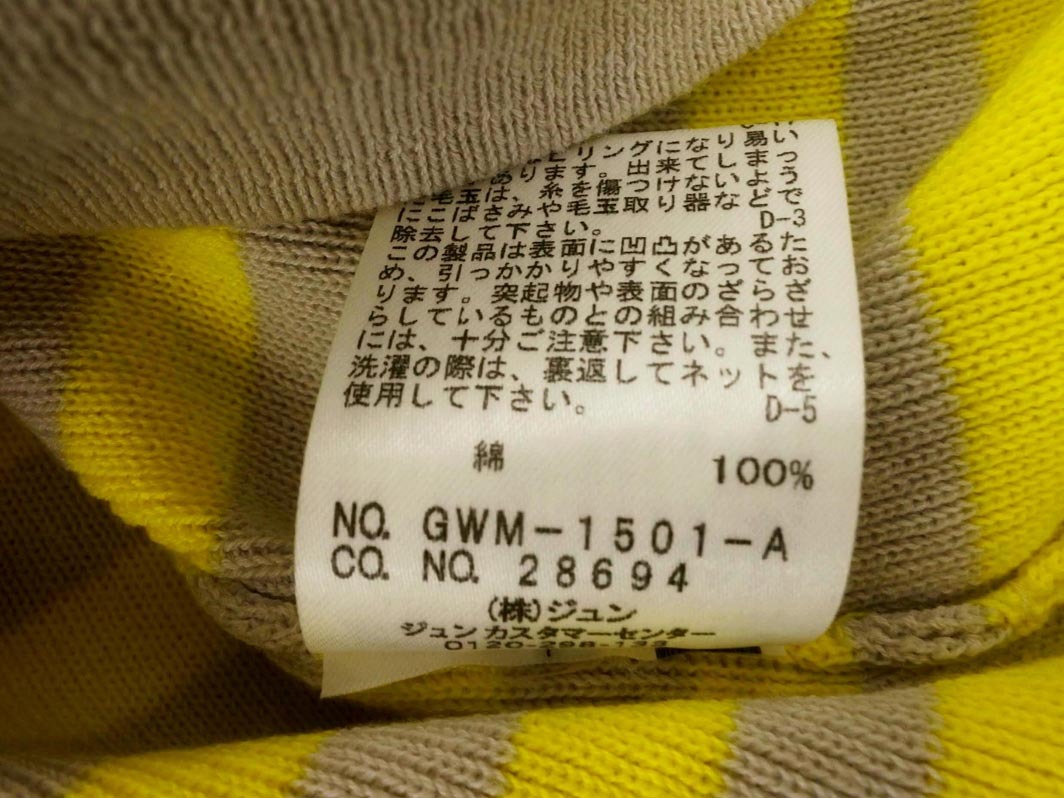 ピリングになり易い
あります。出来てしまっ
毛玉は、糸を傷つけないよう
にこばさみや毛玉取り器などで
除去して下さい。 D-3
この製品は表面に凹凸があるた
め、引っかかりやすくなってお
ります。突起物や表面のざらざ
らしているものとの組み合わせ
には、十分ご注意下さい。また、
洗濯の際は、裏返してネットを
使用して下さい。 D-5
綿 100%
NO. GWM-1501-A
CO. NO. 28694
(株)ジュン
ジュン カスタマーセンター
0120-298-133